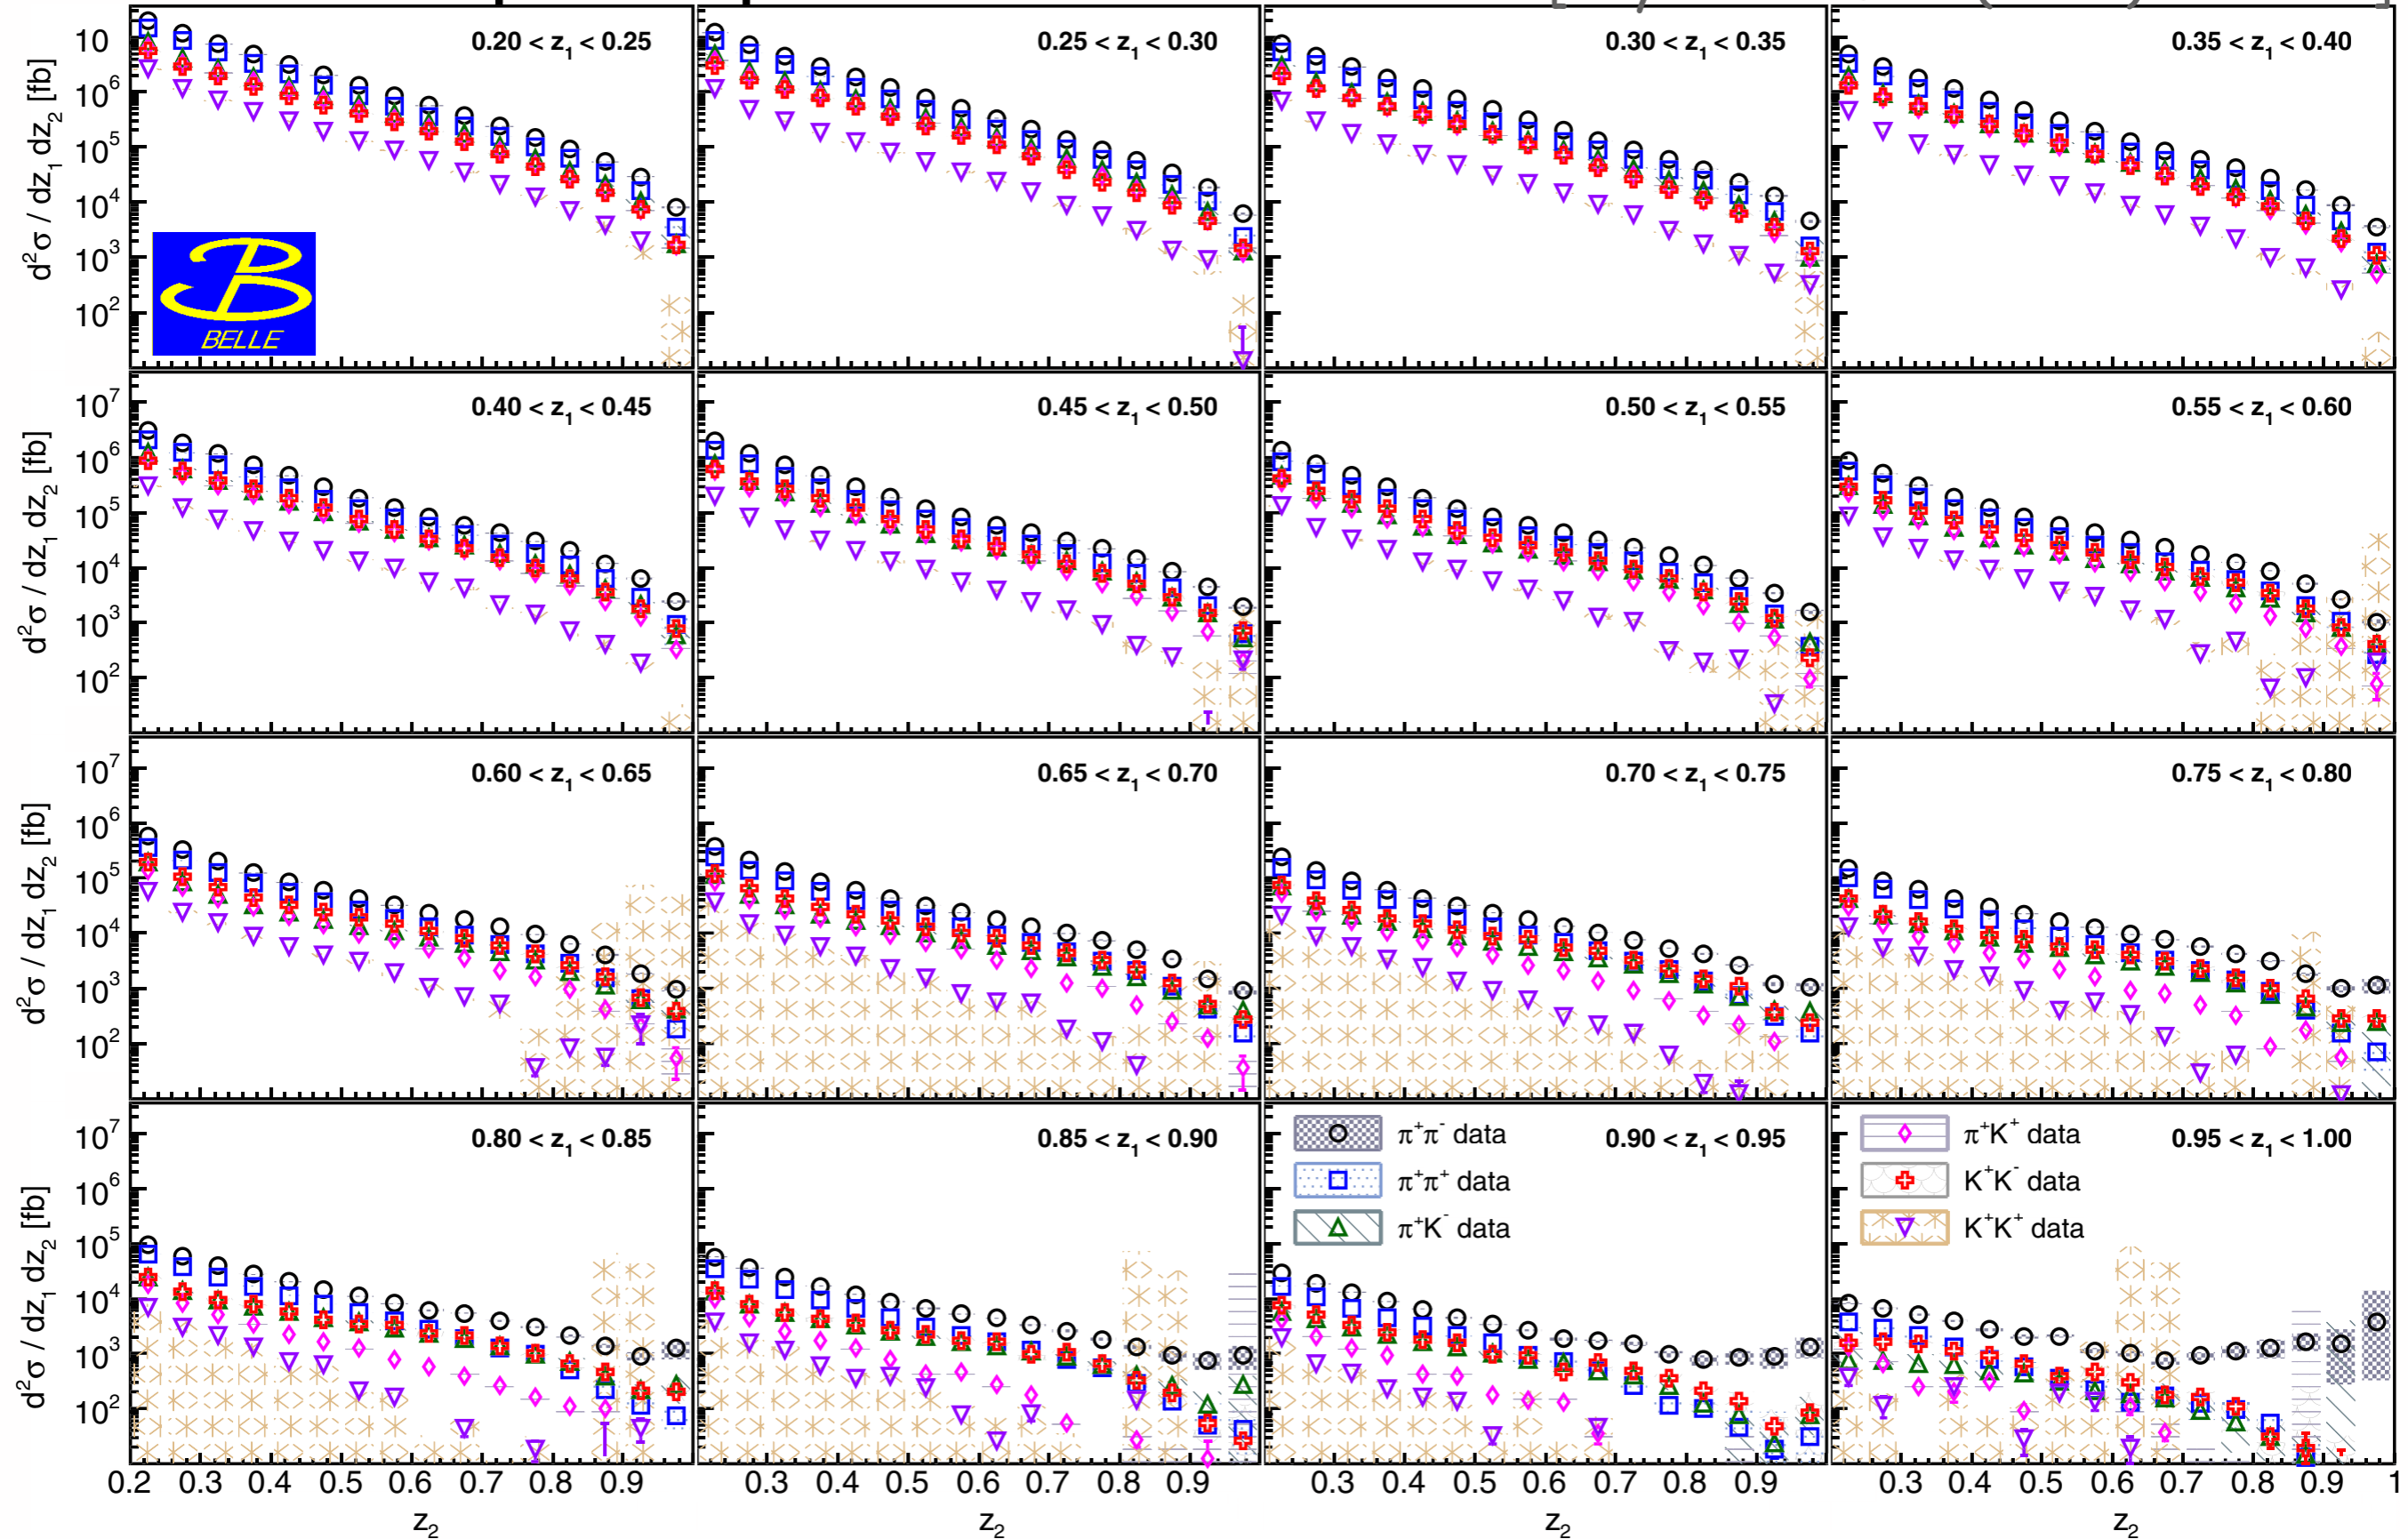 0.20 < z₁ < 0.25
0.25 < z₁ < 0.30
0.30 < z₁ < 0.35
0.35 < z₁ < 0.40
d²σ / dz₁ dz₂ [fb]
10
10⁶
10⁵
10⁴
10³
10²
BELLE
0.40 < z₁ < 0.45
0.45 < z₁ < 0.50
0.50 < z₁ < 0.55
0.55 < z₁ < 0.60
d²σ / dz₁ dz₂ [fb]
10⁷
10⁶
10⁵
10⁴
10³
10²
0.60 < z₁ < 0.65
0.65 < z₁ < 0.70
0.70 < z₁ < 0.75
0.75 < z₁ < 0.80
d²σ / dz₁ dz₂ [fb]
10⁷
10⁶
10⁵
10⁴
10³
10²
0.80 < z₁ < 0.85
0.85 < z₁ < 0.90
0.90 < z₁ < 0.95
0.95 < z₁ < 1.00
π⁺π⁻ data
π⁺π⁺ data
π⁺K⁻ data
π⁺K⁺ data
K⁺K⁻ data
K⁺K⁺ data
d²σ / dz₁ dz₂ [fb]
10⁷
10⁶
10⁵
10⁴
10³
10²
0.2 0.3 0.4 0.5 0.6 0.7 0.8 0.9
0.3 0.4 0.5 0.6 0.7 0.8 0.9
0.3 0.4 0.5 0.6 0.7 0.8 0.9
0.3 0.4 0.5 0.6 0.7 0.8 0.9 1
z₂
z₂
z₂
z₂